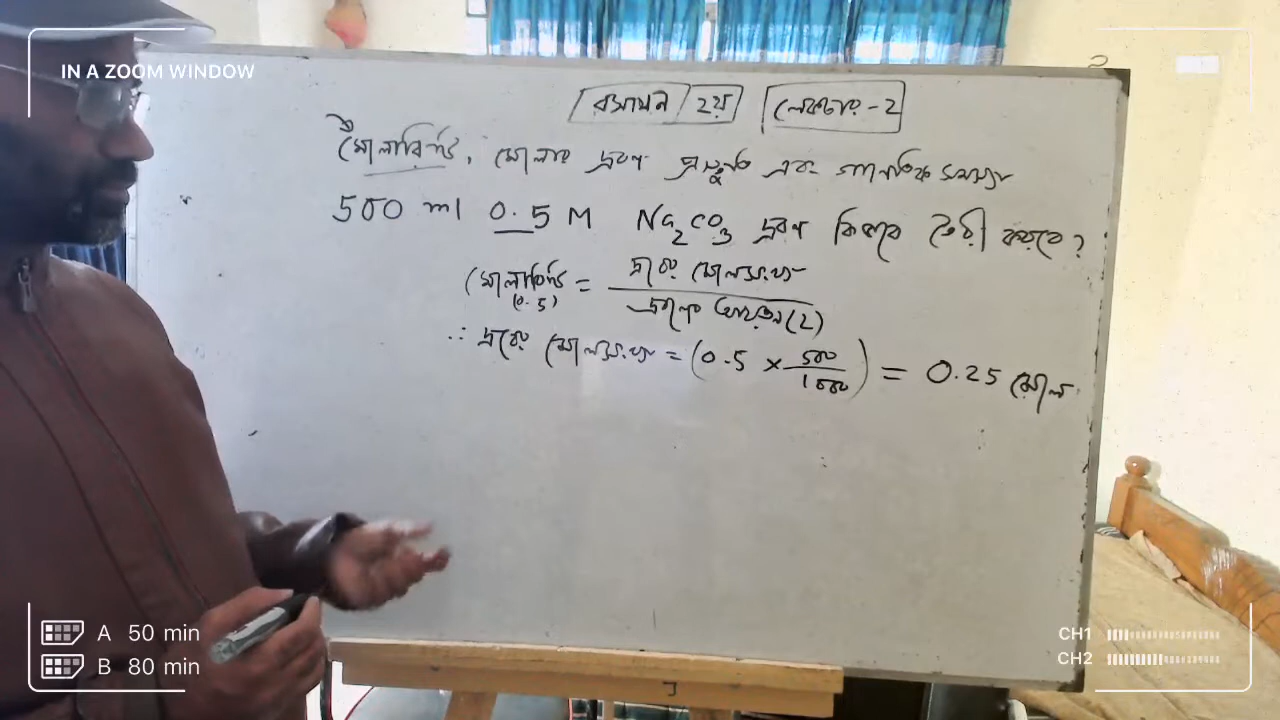 IN A ZOOM WINDOW
রসায়ন ২য় লেকচার - ২
মোলারিটি, মোলার দ্রবণ প্রস্তুতি এবং গাণিতিক সমস্যা
500 ml 0.5 M Na2CO3 দ্রবণ কিভাবে তৈরী করবে?
মোলারিটি = দ্রবের মোলসংখ্যা
(0.5) দ্রবণের আয়তন (L)
∴ দ্রবের মোলসংখ্যা = (0.5 × 500/1000) = 0.25 মোল
A 50 min
B 80 min
CH1
CH2